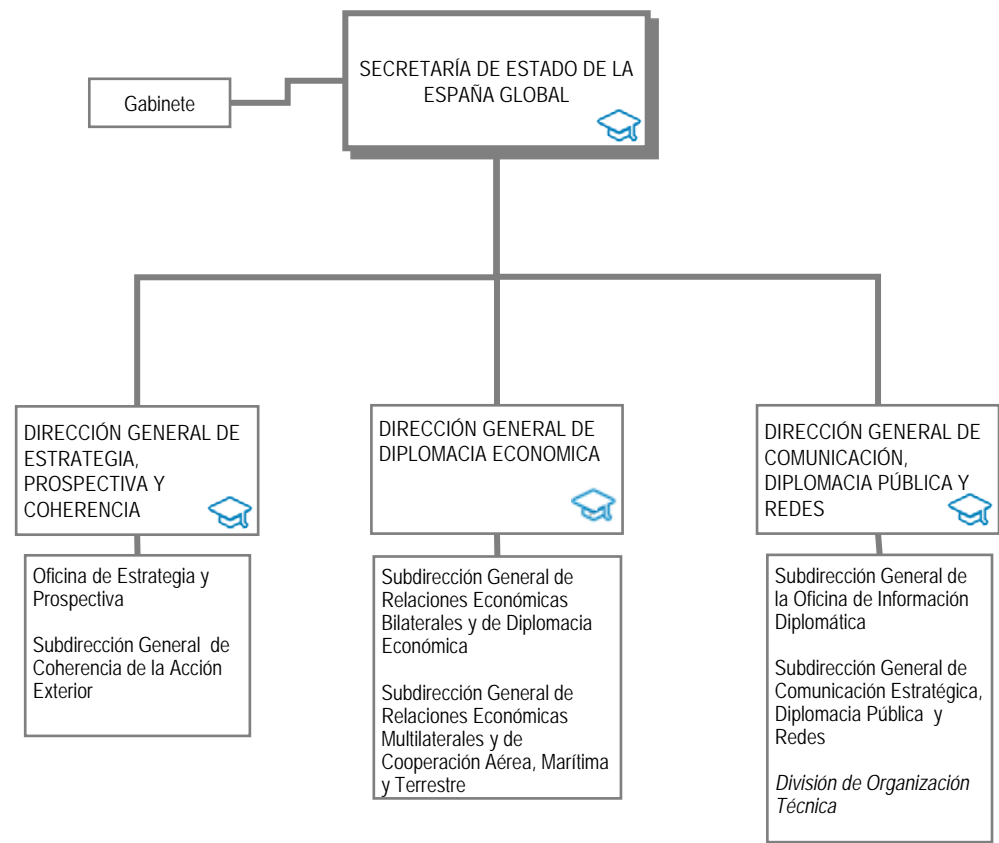 SECRETARÍA DE ESTADO DE LA
ESPAÑA GLOBAL
Gabinete
DIRECCIÓN GENERAL DE
ESTRATEGIA,
PROSPECTIVA Y
COHERENCIA
Oficina de Estrategia y
Prospectiva
Subdirección General de
Coherencia de la Acción
Exterior
DIRECCIÓN GENERAL DE
DIPLOMACIA ECONOMICA
Subdirección General de
Relaciones Económicas
Bilaterales y de Diplomacia
Económica
Subdirección General de
Relaciones Económicas
Multilaterales y de
Cooperación Aérea, Marítima
y Terrestre
DIRECCIÓN GENERAL DE
COMUNICACIÓN,
DIPLOMACIA PÚBLICA Y
REDES
Subdirección General de
la Oficina de Información
Diplomática
Subdirección General de
Comunicación Estratégica,
Diplomacia Pública y
Redes
División de Organización
Técnica